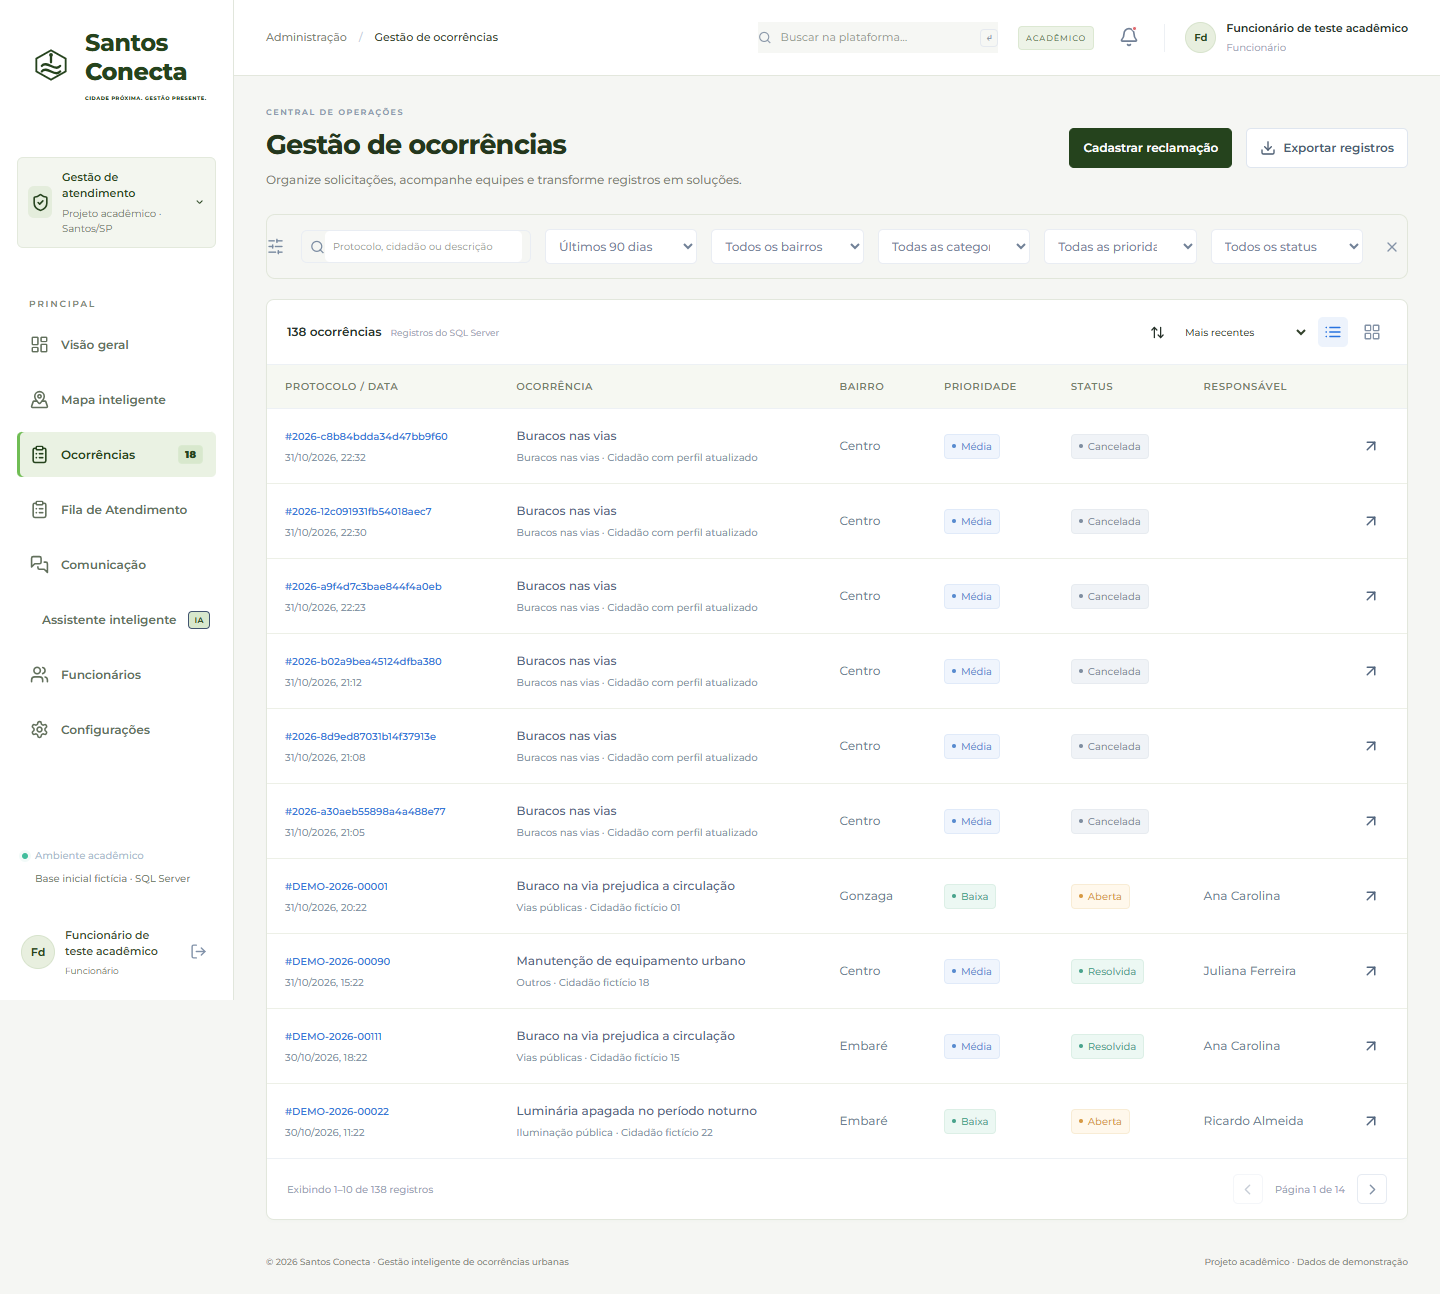 Santos
Conecta
CIDADE PRÓXIMA. GESTÃO PRESENTE.
Gestão de
atendimento
Projeto acadêmico ·
Santos/SP
PRINCIPAL
Visão geral
Mapa inteligente
Ocorrências 18
Fila de Atendimento
Comunicação
Assistente inteligente IA
Funcionários
Configurações
Ambiente acadêmico
Base inicial fictícia · SQL Server
Fd
Funcionário de
teste acadêmico
Funcionário
Administração / Gestão de ocorrências
Buscar na plataforma...
ACADÊMICO
Fd
Funcionário de teste acadêmico
Funcionário
CENTRAL DE OPERAÇÕES
Gestão de ocorrências
Organize solicitações, acompanhe equipes e transforme registros em soluções.
Cadastrar reclamação
Exportar registros
Protocolo, cidadão ou descrição
Últimos 90 dias
Todos os bairros
Todas as categor
Todas as priorida
Todos os status
138 ocorrências Registros do SQL Server
Mais recentes
PROTOCOLO / DATA OCORRÊNCIA BAIRRO PRIORIDADE STATUS RESPONSÁVEL
#2026-c8b84bdda34d47bb9f60 Buracos nas vias Centro Média Cancelada
31/10/2026, 22:32 Buracos nas vias · Cidadão com perfil atualizado
#2026-12c091931fb54018aec7 Buracos nas vias Centro Média Cancelada
31/10/2026, 22:30 Buracos nas vias · Cidadão com perfil atualizado
#2026-a9f4d7c3bae844f4a0eb Buracos nas vias Centro Média Cancelada
31/10/2026, 22:23 Buracos nas vias · Cidadão com perfil atualizado
#2026-b02a9bea45124dfba380 Buracos nas vias Centro Média Cancelada
31/10/2026, 21:12 Buracos nas vias · Cidadão com perfil atualizado
#2026-8d9ed87031b14f37913e Buracos nas vias Centro Média Cancelada
31/10/2026, 21:08 Buracos nas vias · Cidadão com perfil atualizado
#2026-a30aeb55898a4a488e77 Buracos nas vias Centro Média Cancelada
31/10/2026, 21:05 Buracos nas vias · Cidadão com perfil atualizado
#DEMO-2026-00001 Buraco na via prejudica a circulação Gonzaga Baixa Aberta Ana Carolina
31/10/2026, 20:22 Vias públicas · Cidadão fictício 01
#DEMO-2026-00090 Manutenção de equipamento urbano Centro Média Resolvida Juliana Ferreira
31/10/2026, 15:22 Outros · Cidadão fictício 18
#DEMO-2026-00111 Buraco na via prejudica a circulação Embaré Média Resolvida Ana Carolina
30/10/2026, 18:22 Vias públicas · Cidadão fictício 15
#DEMO-2026-00022 Luminária apagada no período noturno Embaré Baixa Aberta Ricardo Almeida
30/10/2026, 11:22 Iluminação pública · Cidadão fictício 22
Exibindo 1–10 de 138 registros
Página 1 de 14
© 2026 Santos Conecta · Gestão inteligente de ocorrências urbanas
Projeto acadêmico · Dados de demonstração